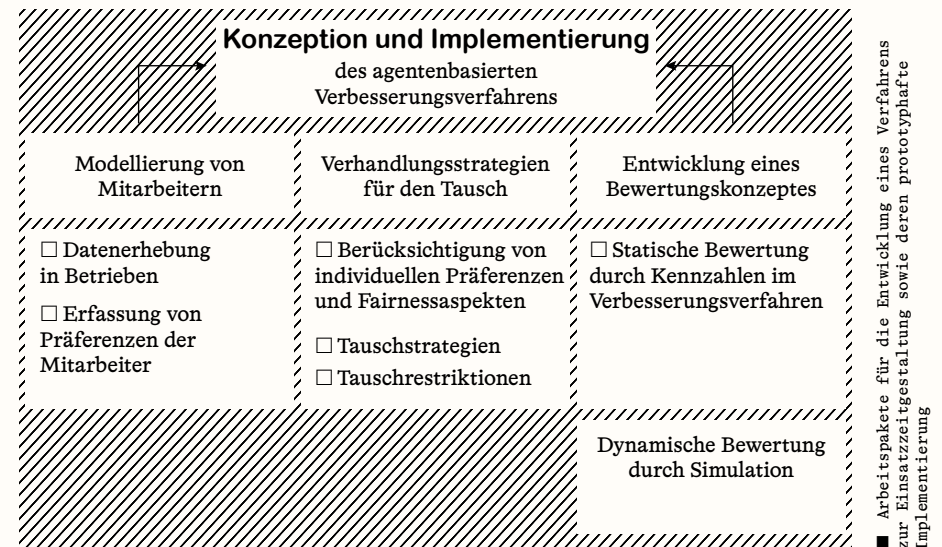 Konzeption und Implementierung
des agentenbasierten
Verbesserungsverfahrens
Modellierung von
Mitarbeitern
Verhandlungsstrategien
für den Tausch
Entwicklung eines
Bewertungskonzeptes
☐ Datenerhebung
in Betrieben
☐ Erfassung von
Präferenzen der
Mitarbeiter
☐ Berücksichtigung von
individuellen Präferenzen
und Fairnessaspekten
☐ Tauschstrategien
☐ Tauschrestriktionen
☐ Statische Bewertung
durch Kennzahlen im
Verbesserungsverfahren
Dynamische Bewertung
durch Simulation
■ Arbeitspakete für die Entwicklung eines Verfahrens
zur Einsatzzeitgestaltung sowie deren prototyphafte
Implementierung